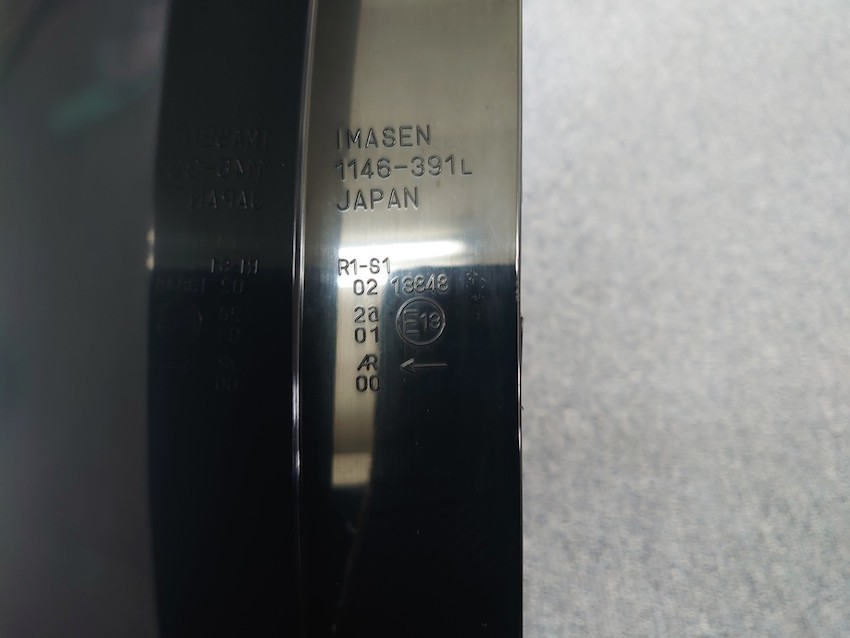 IMASEN
1146-391L
JAPAN
R1-S1
02 18848
2a E13
01
AR ←
00